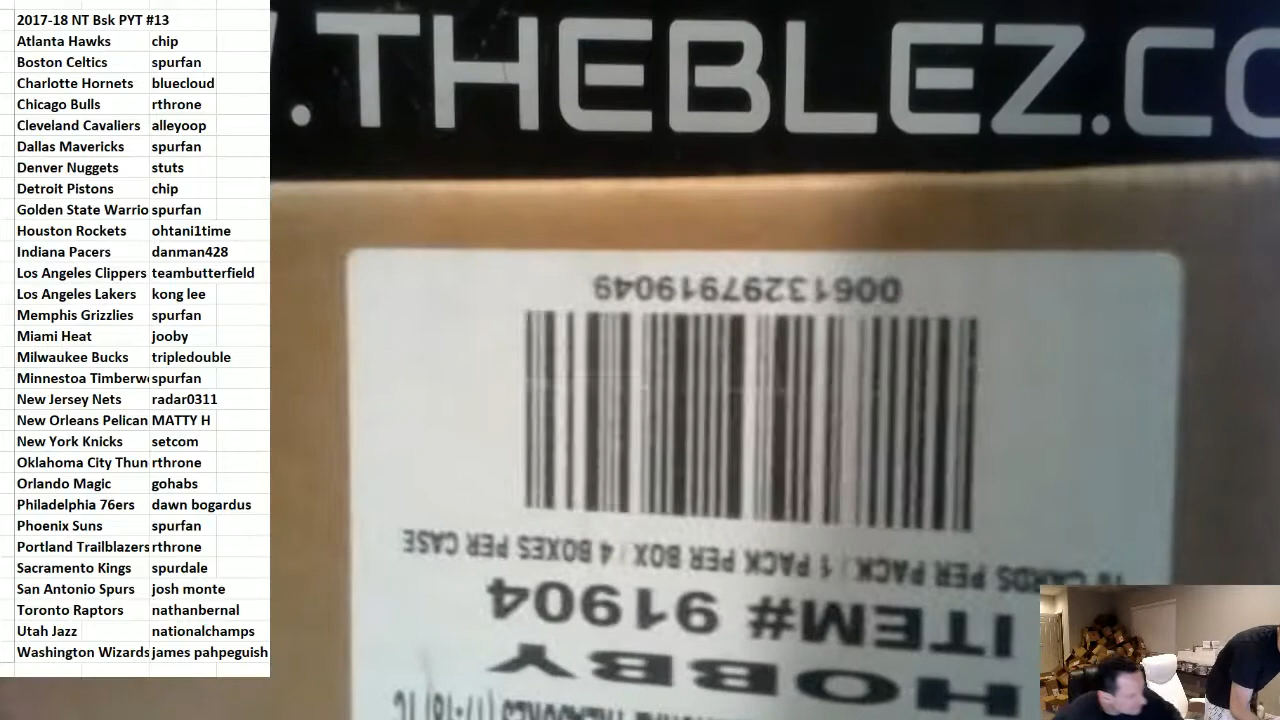 2017-18 NT Bsk PYT #13
Atlanta Hawks chip
Boston Celtics spurfan
Charlotte Hornets bluecloud
Chicago Bulls rthrone
Cleveland Cavaliers alleyoop
Dallas Mavericks spurfan
Denver Nuggets stuts
Detroit Pistons chip
Golden State Warrio spurfan
Houston Rockets ohtani1time
Indiana Pacers danman428
Los Angeles Clippers teambutterfield
Los Angeles Lakers kong lee
Memphis Grizzlies spurfan
Miami Heat jooby
Milwaukee Bucks tripledouble
Minnestoa Timberwo spurfan
New Jersey Nets radar0311
New Orleans Pelican MATTY H
New York Knicks setcom
Oklahoma City Thun rthrone
Orlando Magic gohabs
Philadelphia 76ers dawn bogardus
Phoenix Suns spurfan
Portland Trailblazers rthrone
Sacramento Kings spurdale
San Antonio Spurs josh monte
Toronto Raptors nathanbernal
Utah Jazz nationalchamps
Washington Wizards james pahpeguish
.THEBLEZ.CO
00613297919049
CARDS PER PACK / 1 PACK PER BOX / 4 BOXES PER CASE
ITEM# 91904
HOBBY